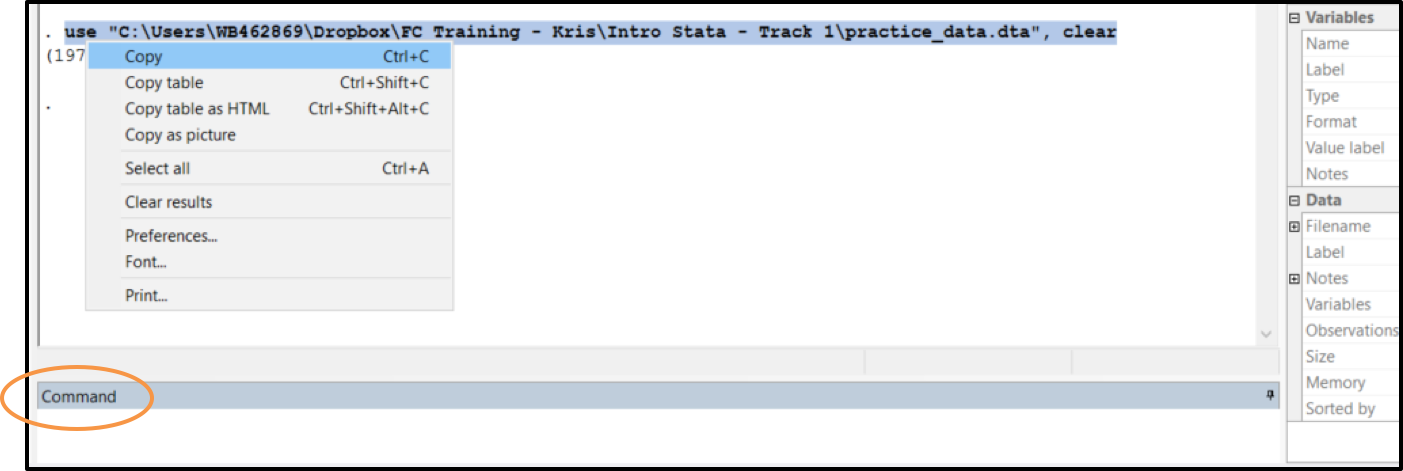 . use "C:\Users\WB462869\Dropbox\FC Training - Kris\Intro Stata - Track 1\practice_data.dta", clear
(197
.
Copy Ctrl+C
Copy table Ctrl+Shift+C
Copy table as HTML Ctrl+Shift+Alt+C
Copy as picture
Select all Ctrl+A
Clear results
Preferences...
Font...
Print...
Command
Variables
Name
Label
Type
Format
Value label
Notes
Data
Filename
Label
Notes
Variables
Observations
Size
Memory
Sorted by